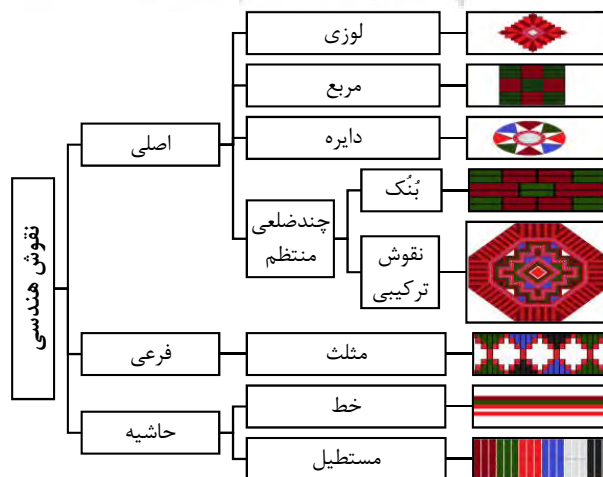 نقوش هندسی
اصلی
لوزی
مربع
دایره
چندضلعی
منتظم
بُنُک
نقوش
ترکیبی
فرعی
مثلث
حاشیه
خط
مستطیل